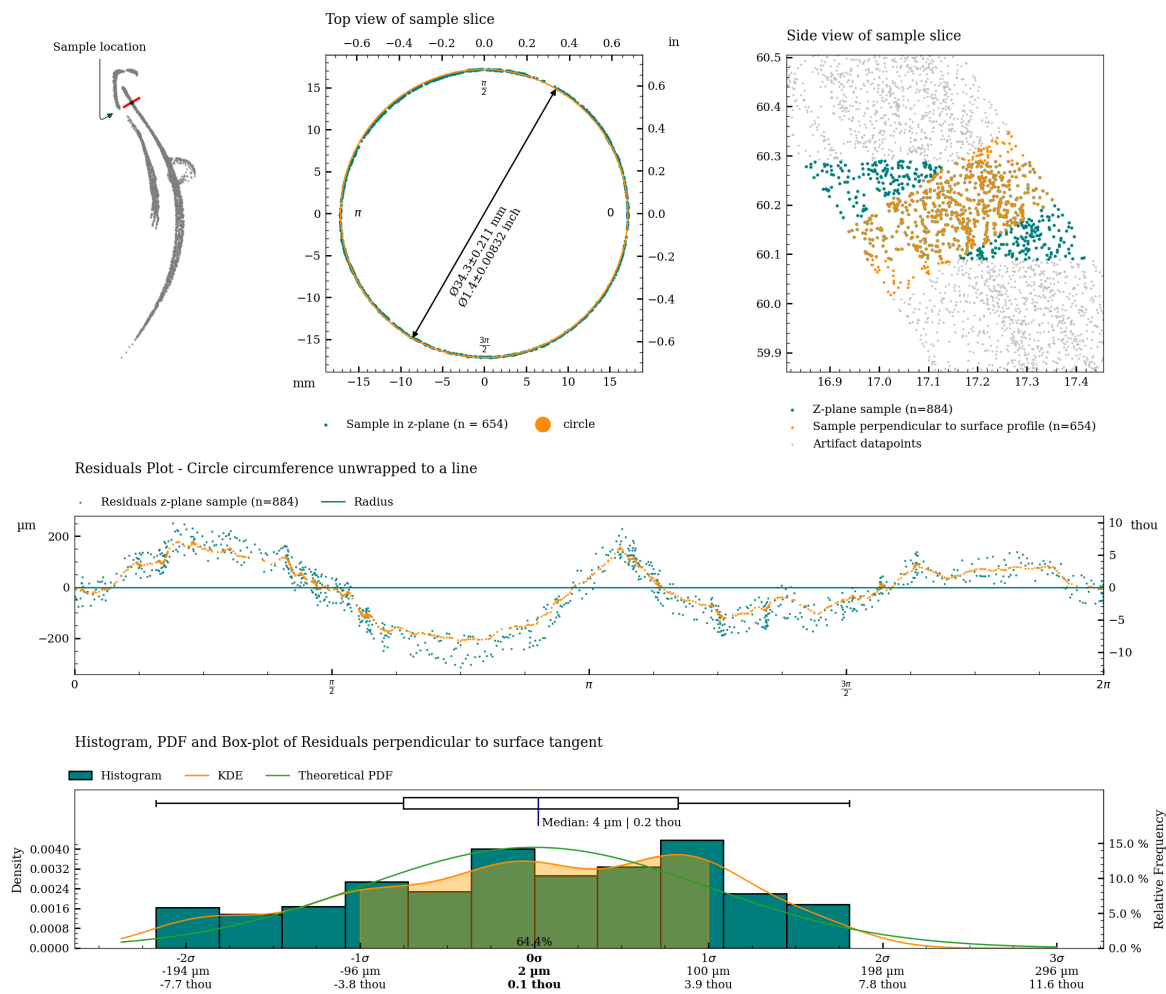 Sample location
Top view of sample slice
−0.6 −0.4 −0.2 0.0 0.2 0.4 0.6 in
15
10
5
0
−5
−10
−15
0.6
0.4
0.2
0.0
−0.2
−0.4
−0.6
π/2
π
0
3π/2
Ø34.3±0.211 mm
Ø1.4±0.00832 inch
mm −15 −10 −5 0 5 10 15
Sample in z-plane (n = 654) circle
Side view of sample slice
60.5
60.4
60.3
60.2
60.1
60.0
59.9
16.9 17.0 17.1 17.2 17.3 17.4
Z-plane sample (n=884)
Sample perpendicular to surface profile (n=654)
Artifact datapoints
Residuals Plot - Circle circumference unwrapped to a line
Residuals z-plane sample (n=884) Radius
µm
200
0
−200
10 thou
5
0
−5
−10
0 π/2 π 3π/2 2π
Histogram, PDF and Box-plot of Residuals perpendicular to surface tangent
Histogram KDE Theoretical PDF
Median: 4 µm | 0.2 thou
Density
0.0040
0.0032
0.0024
0.0016
0.0008
0.0000
15.0 %
10.0 %
5.0 %
0.0 %
Relative Frequency
64.4%
-2σ -1σ 0σ 1σ 2σ 3σ
-194 µm -96 µm 2 µm 100 µm 198 µm 296 µm
-7.7 thou -3.8 thou 0.1 thou 3.9 thou 7.8 thou 11.6 thou